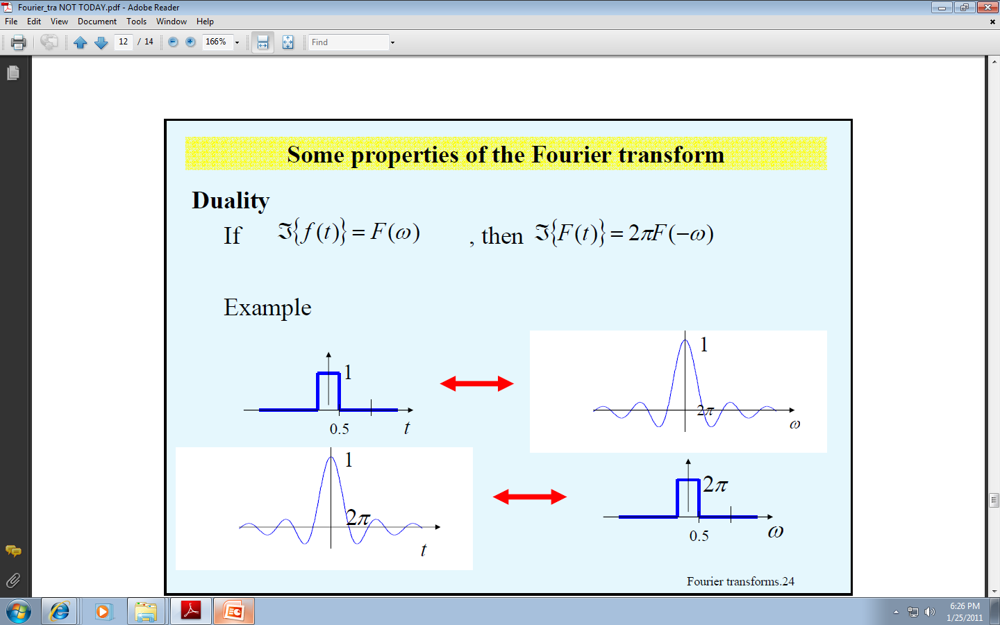 Fourier_tra NOT TODAY.pdf - Adobe Reader
File Edit View Document Tools Window Help
12 / 14 166% Find
Some properties of the Fourier transform
Duality
If ℑ{f(t)} = F(ω) , then ℑ{F(t)} = 2πF(−ω)
Example
1
0.5
t
1
2π
ω
1
2π
t
2π
0.5
ω
Fourier transforms.24
6:26 PM
1/25/2011